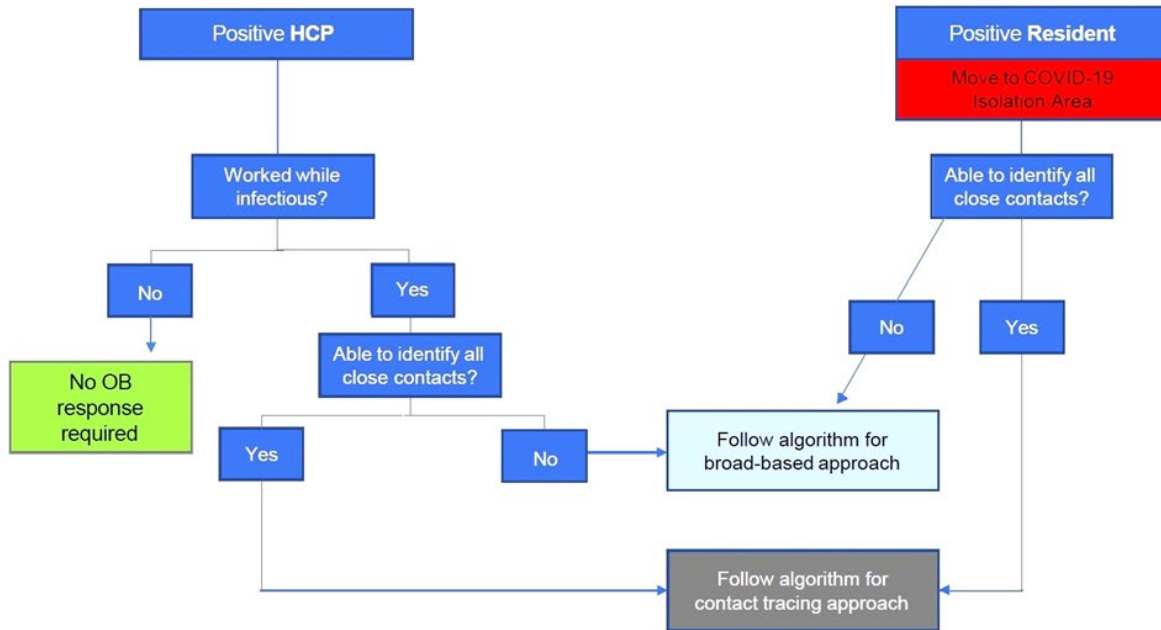 Positive HCP
Positive Resident
Move to COVID-19
Isolation Area
Worked while
infectious?
Able to identify all
close contacts?
No
Yes
No
Yes
Able to identify all
close contacts?
No OB
response
required
Yes
No
Follow algorithm for
broad-based approach
Follow algorithm for
contact tracing approach